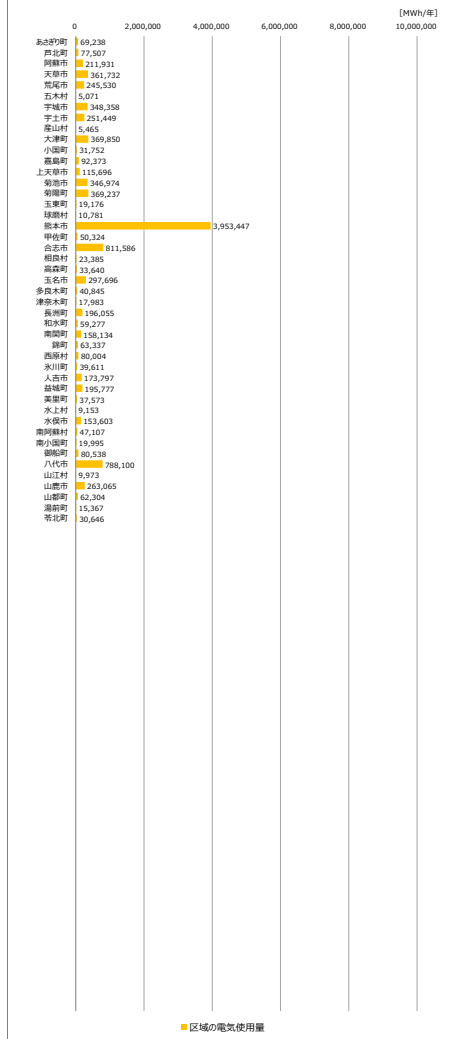 [MWh/年]
0 2,000,000 4,000,000 6,000,000 8,000,000 10,000,000
あさぎり町 69,238
芦北町 77,507
阿蘇市 211,931
天草市 361,732
荒尾市 245,530
五木村 5,071
宇城市 348,358
宇土市 251,449
産山村 5,465
大津町 369,850
小国町 31,752
嘉島町 92,373
上天草市 115,696
菊池市 346,974
菊陽町 369,237
玉東町 19,176
球磨村 10,781
熊本市 3,953,447
甲佐町 50,324
合志市 811,586
相良村 23,385
高森町 33,640
玉名市 297,696
多良木町 40,845
津奈木町 17,983
長洲町 196,055
和水町 59,277
南関町 158,134
錦町 63,337
西原村 80,004
氷川町 39,611
人吉市 173,797
益城町 195,777
美里町 37,573
水上村 9,153
水俣市 153,603
南阿蘇村 47,107
南小国町 19,995
御船町 80,538
八代市 788,100
山江村 9,973
山鹿市 263,065
山都町 62,304
湯前町 15,367
苓北町 30,646
区域の電気使用量